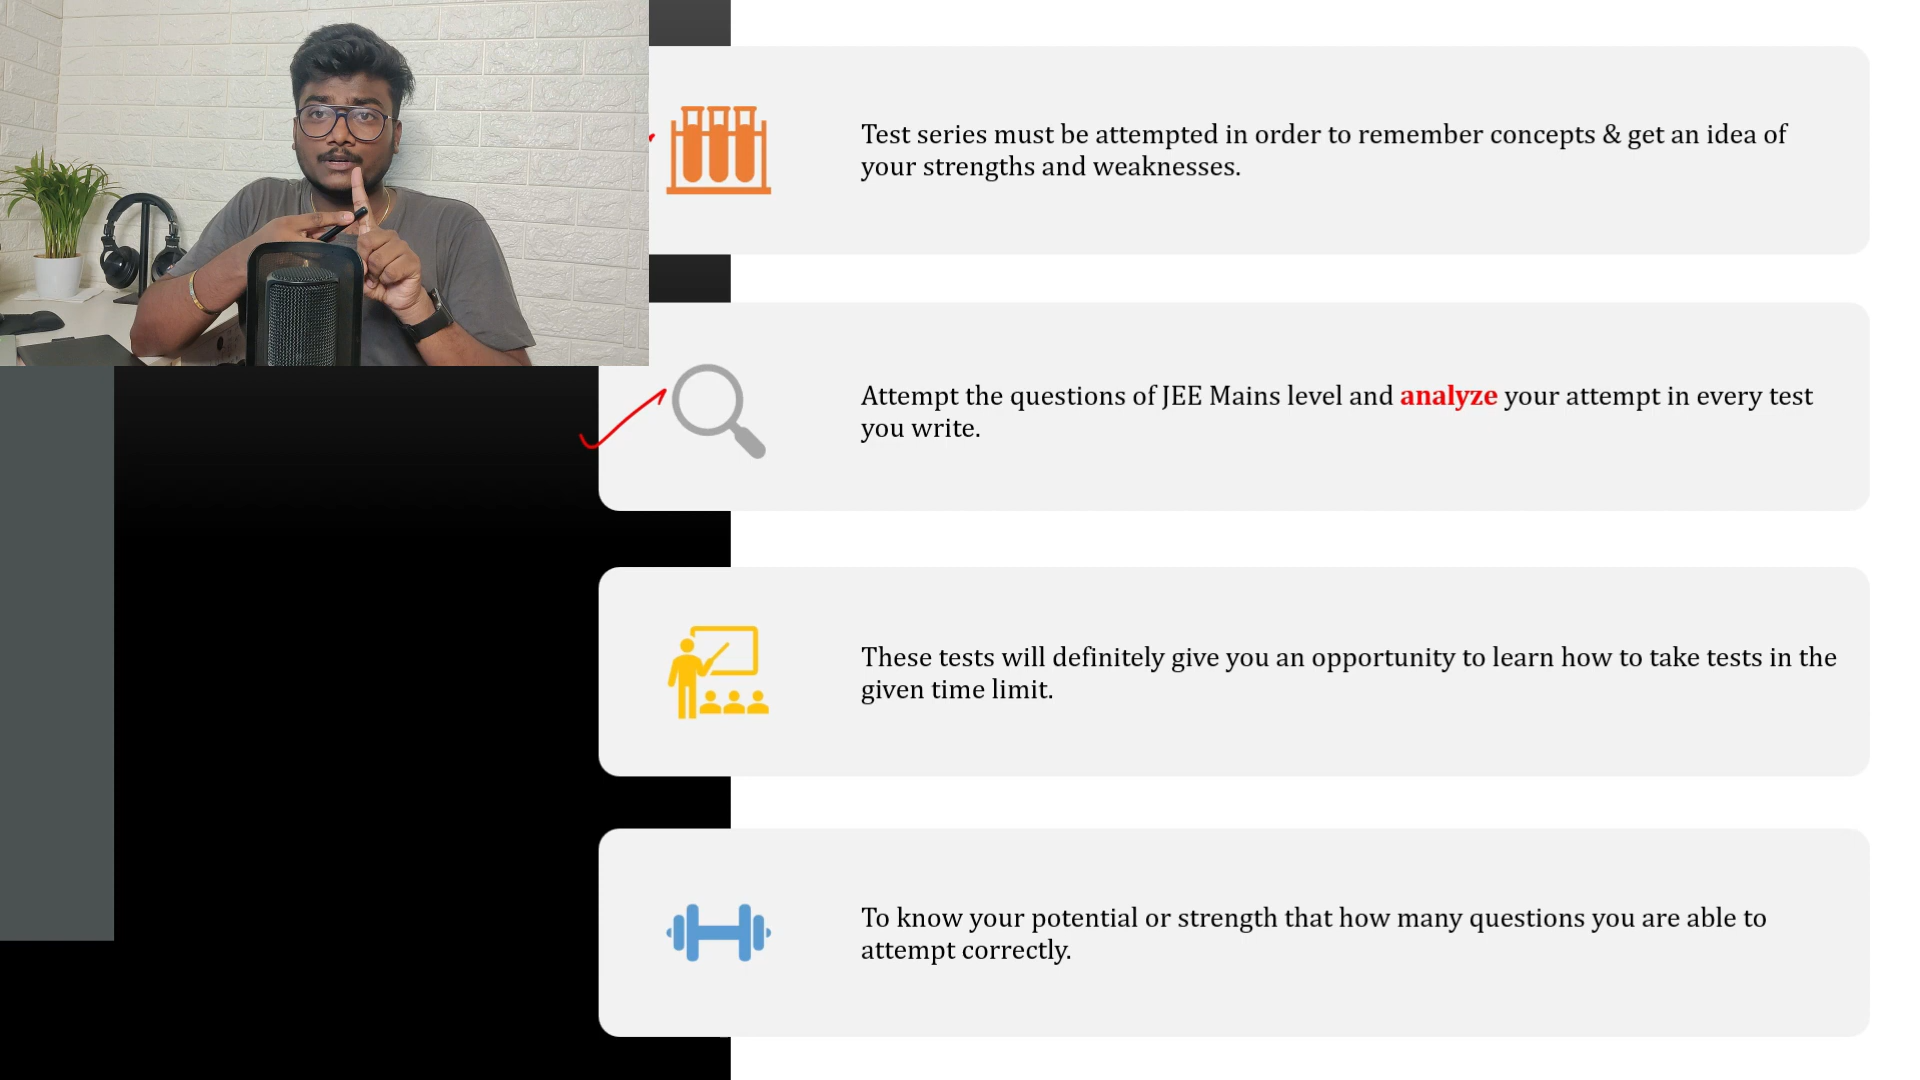 Test series must be attempted in order to remember concepts & get an idea of
your strengths and weaknesses.
Attempt the questions of JEE Mains level and analyze your attempt in every test
you write.
These tests will definitely give you an opportunity to learn how to take tests in the
given time limit.
To know your potential or strength that how many questions you are able to
attempt correctly.